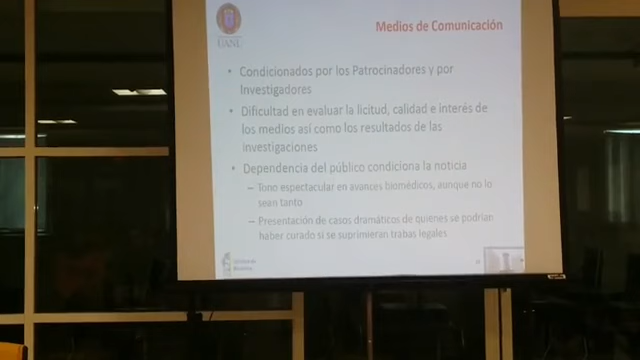 UANL
Medios de Comunicación
• Condicionados por los Patrocinadores y por
Investigadores
• Dificultad en evaluar la licitud, calidad e interés de
los medios así como los resultados de las
investigaciones
• Dependencia del público condiciona la noticia
– Tono espectacular en avances biomédicos, aunque no lo
sean tanto
– Presentación de casos dramáticos de quienes se podrían
haber curado si se suprimieran trabas legales